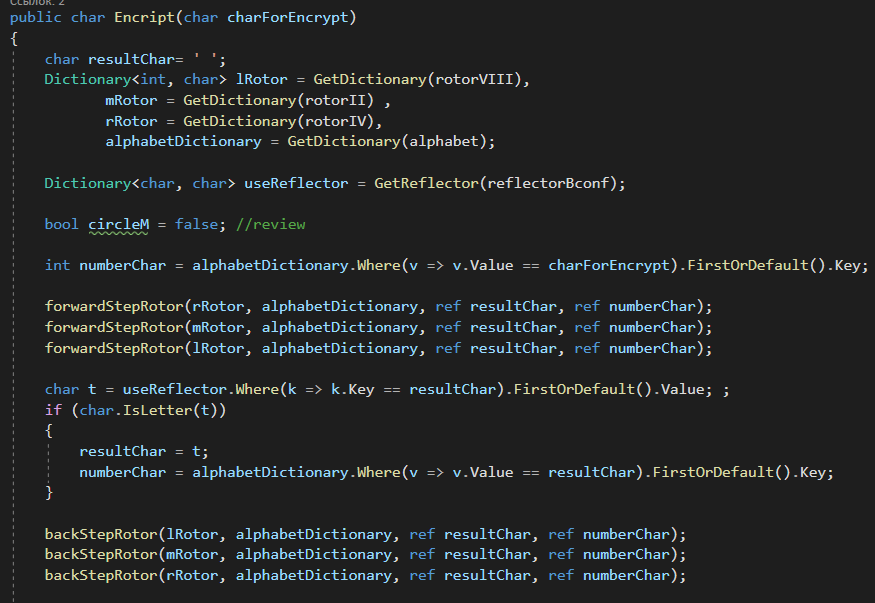 Ссылок: 2
public char Encript(char charForEncrypt)
{
char resultChar= ' ';
Dictionary<int, char> lRotor = GetDictionary(rotorVIII),
mRotor = GetDictionary(rotorII) ,
rRotor = GetDictionary(rotorIV),
alphabetDictionary = GetDictionary(alphabet);
Dictionary<char, char> useReflector = GetReflector(reflectorBconf);
bool circleM = false; //review
int numberChar = alphabetDictionary.Where(v => v.Value == charForEncrypt).FirstOrDefault().Key;
forwardStepRotor(rRotor, alphabetDictionary, ref resultChar, ref numberChar);
forwardStepRotor(mRotor, alphabetDictionary, ref resultChar, ref numberChar);
forwardStepRotor(lRotor, alphabetDictionary, ref resultChar, ref numberChar);
char t = useReflector.Where(k => k.Key == resultChar).FirstOrDefault().Value; ;
if (char.IsLetter(t))
{
resultChar = t;
numberChar = alphabetDictionary.Where(v => v.Value == resultChar).FirstOrDefault().Key;
}
backStepRotor(lRotor, alphabetDictionary, ref resultChar, ref numberChar);
backStepRotor(mRotor, alphabetDictionary, ref resultChar, ref numberChar);
backStepRotor(rRotor, alphabetDictionary, ref resultChar, ref numberChar);